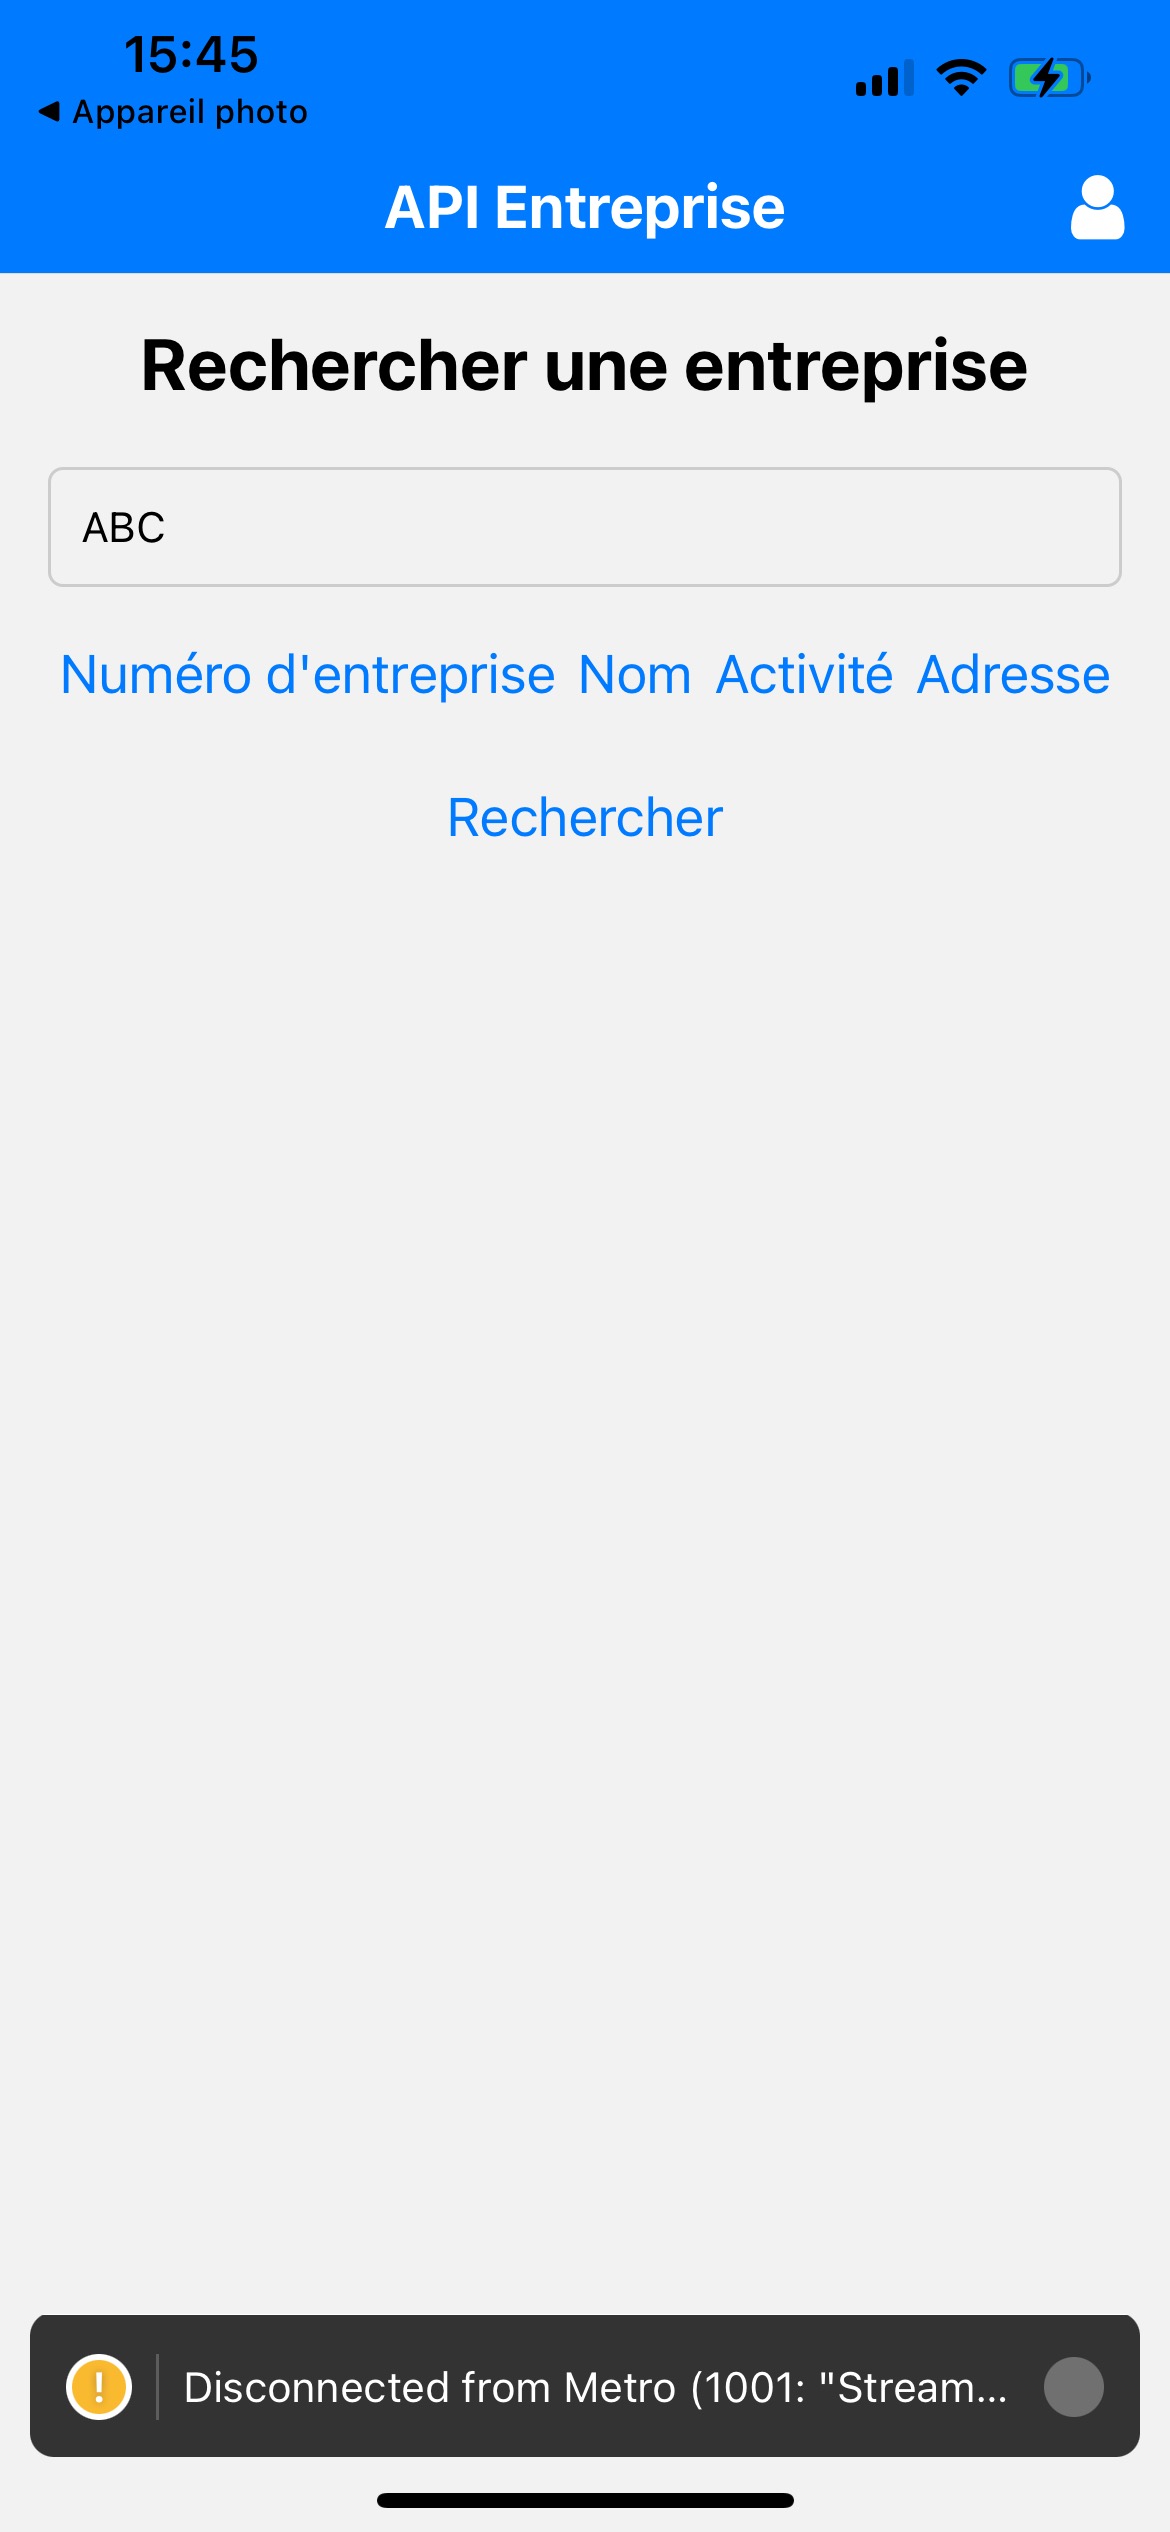 15:45
◀ Appareil photo
API Entreprise
Rechercher une entreprise
ABC
Numéro d'entreprise Nom Activité Adresse
Rechercher
! Disconnected from Metro (1001: "Stream...